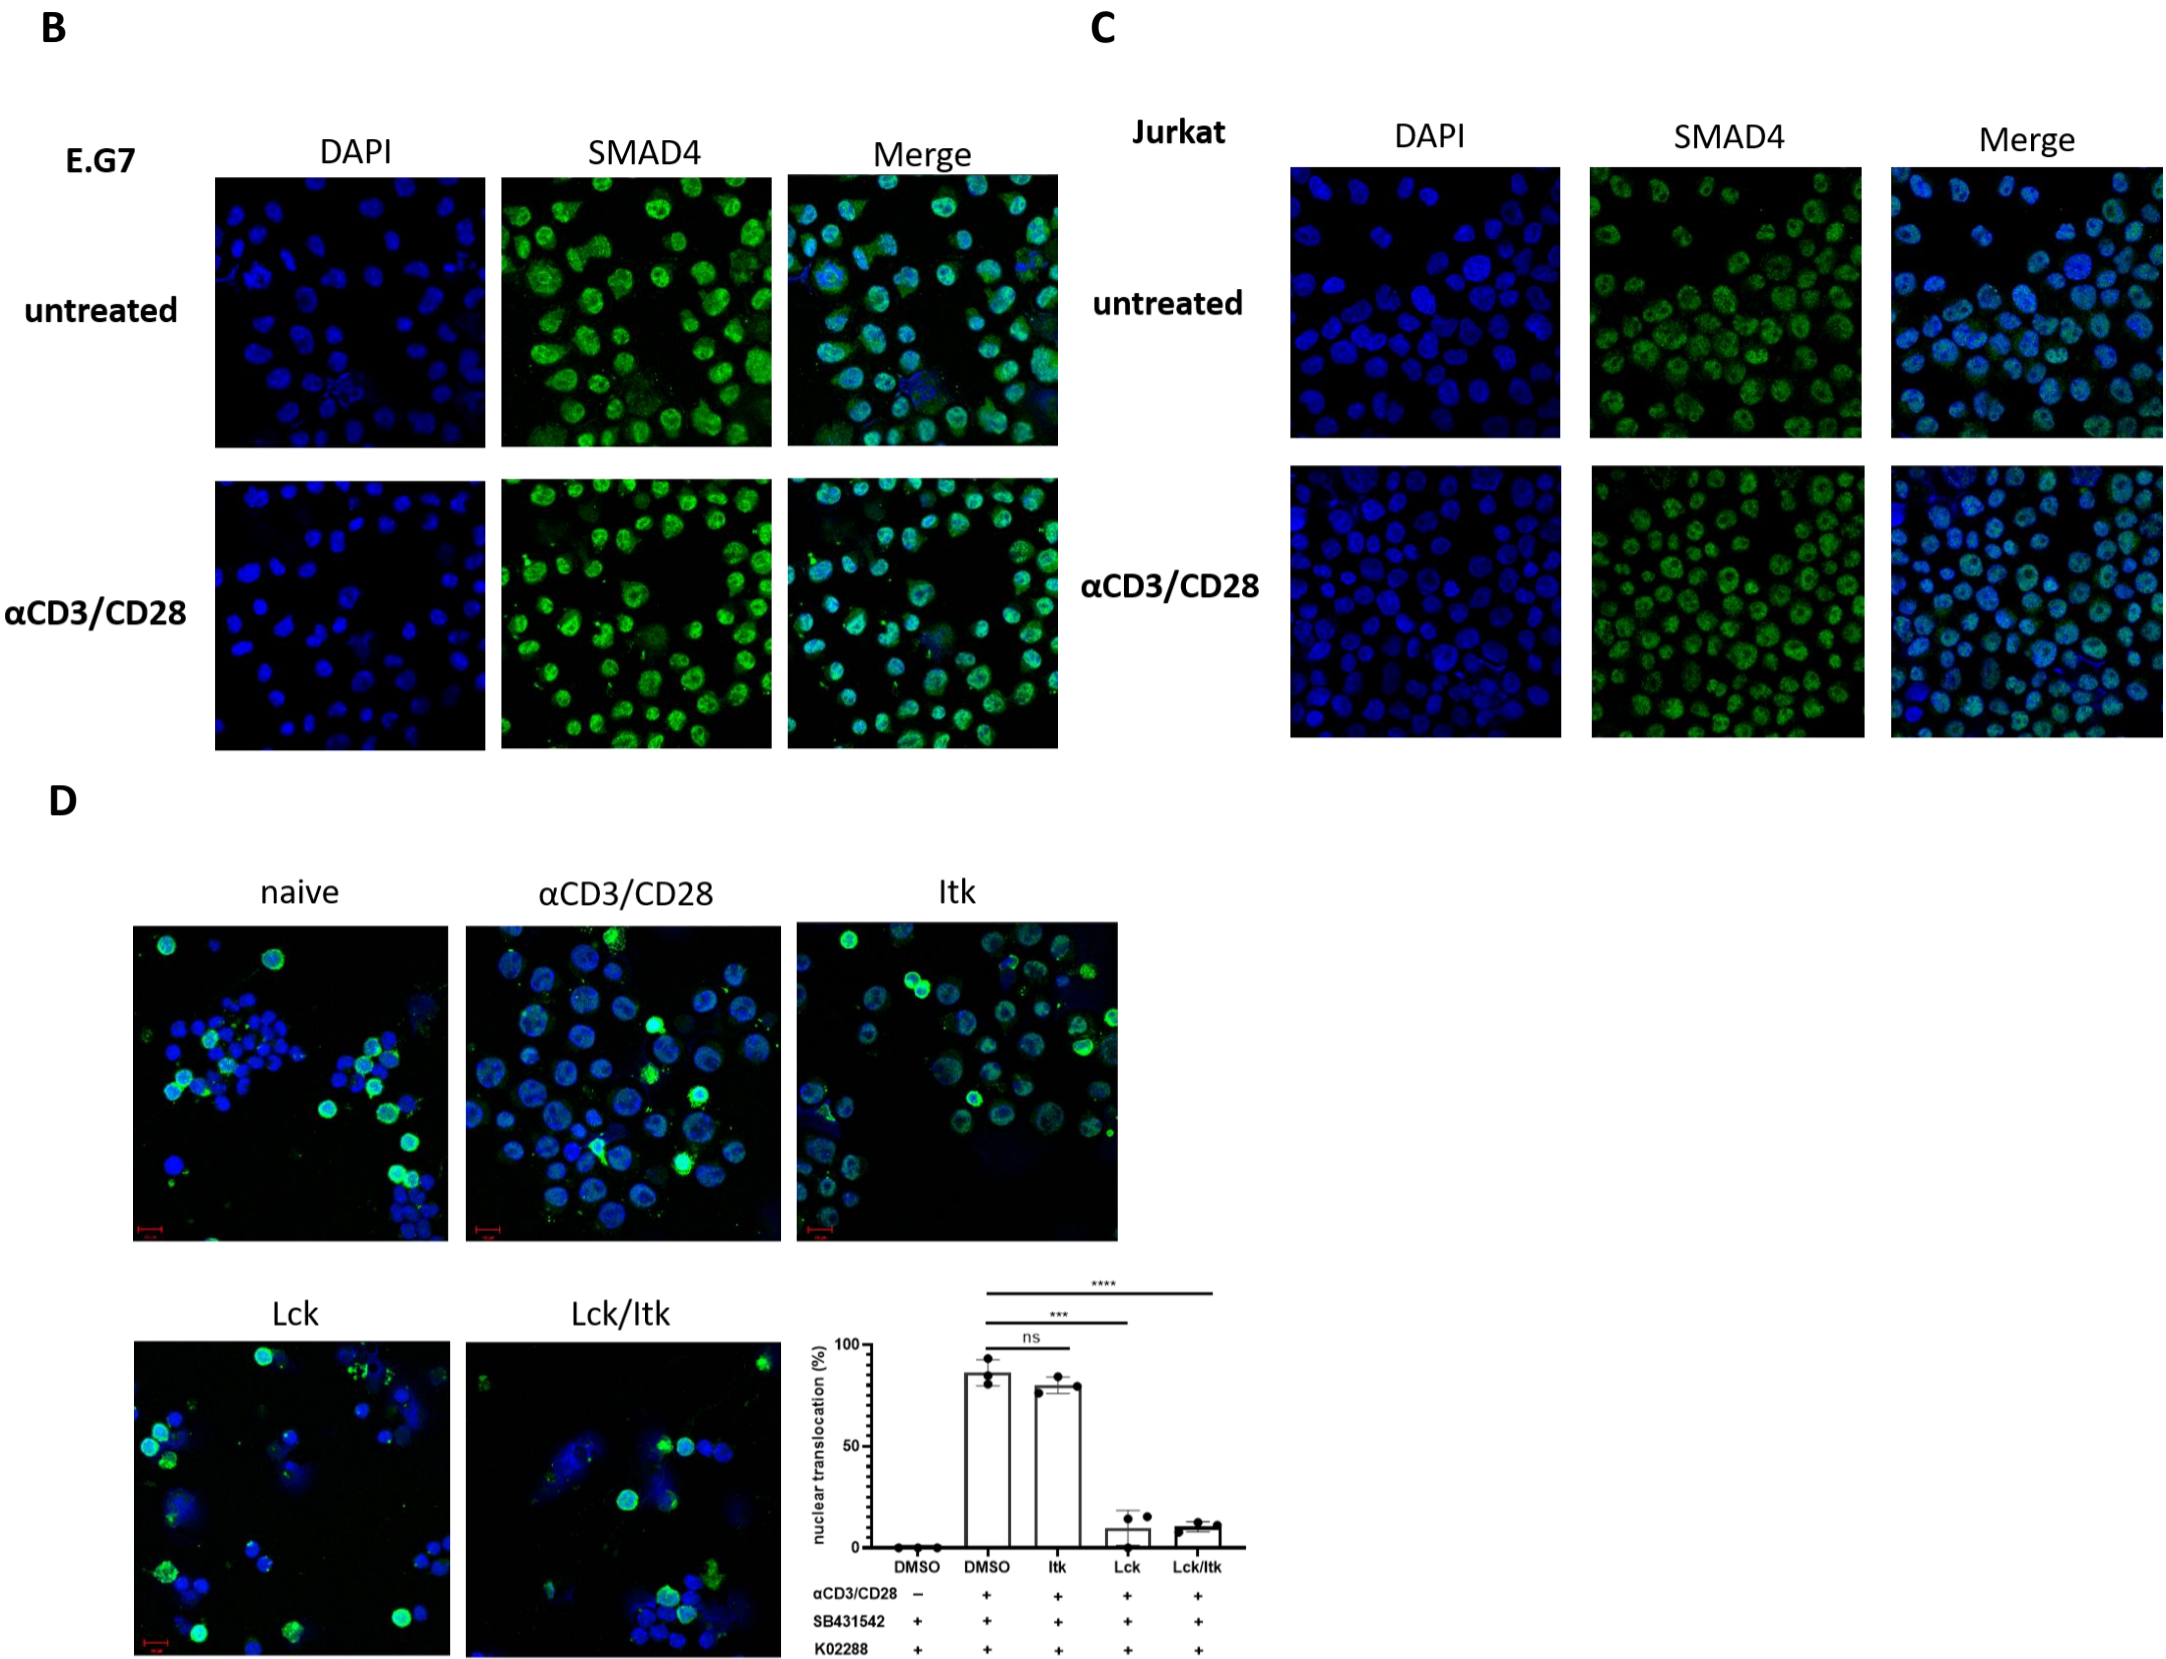 B
C
E.G7
DAPI
SMAD4
Merge
Jurkat
DAPI
SMAD4
Merge
untreated
untreated
αCD3/CD28
αCD3/CD28
D
naive
αCD3/CD28
Itk
Lck
Lck/Itk
****
***
ns
nuclear translocation (%)
100
50
0
DMSO DMSO Itk Lck Lck/Itk
αCD3/CD28 – + + + +
SB431542 + + + + +
K02288 + + + + +